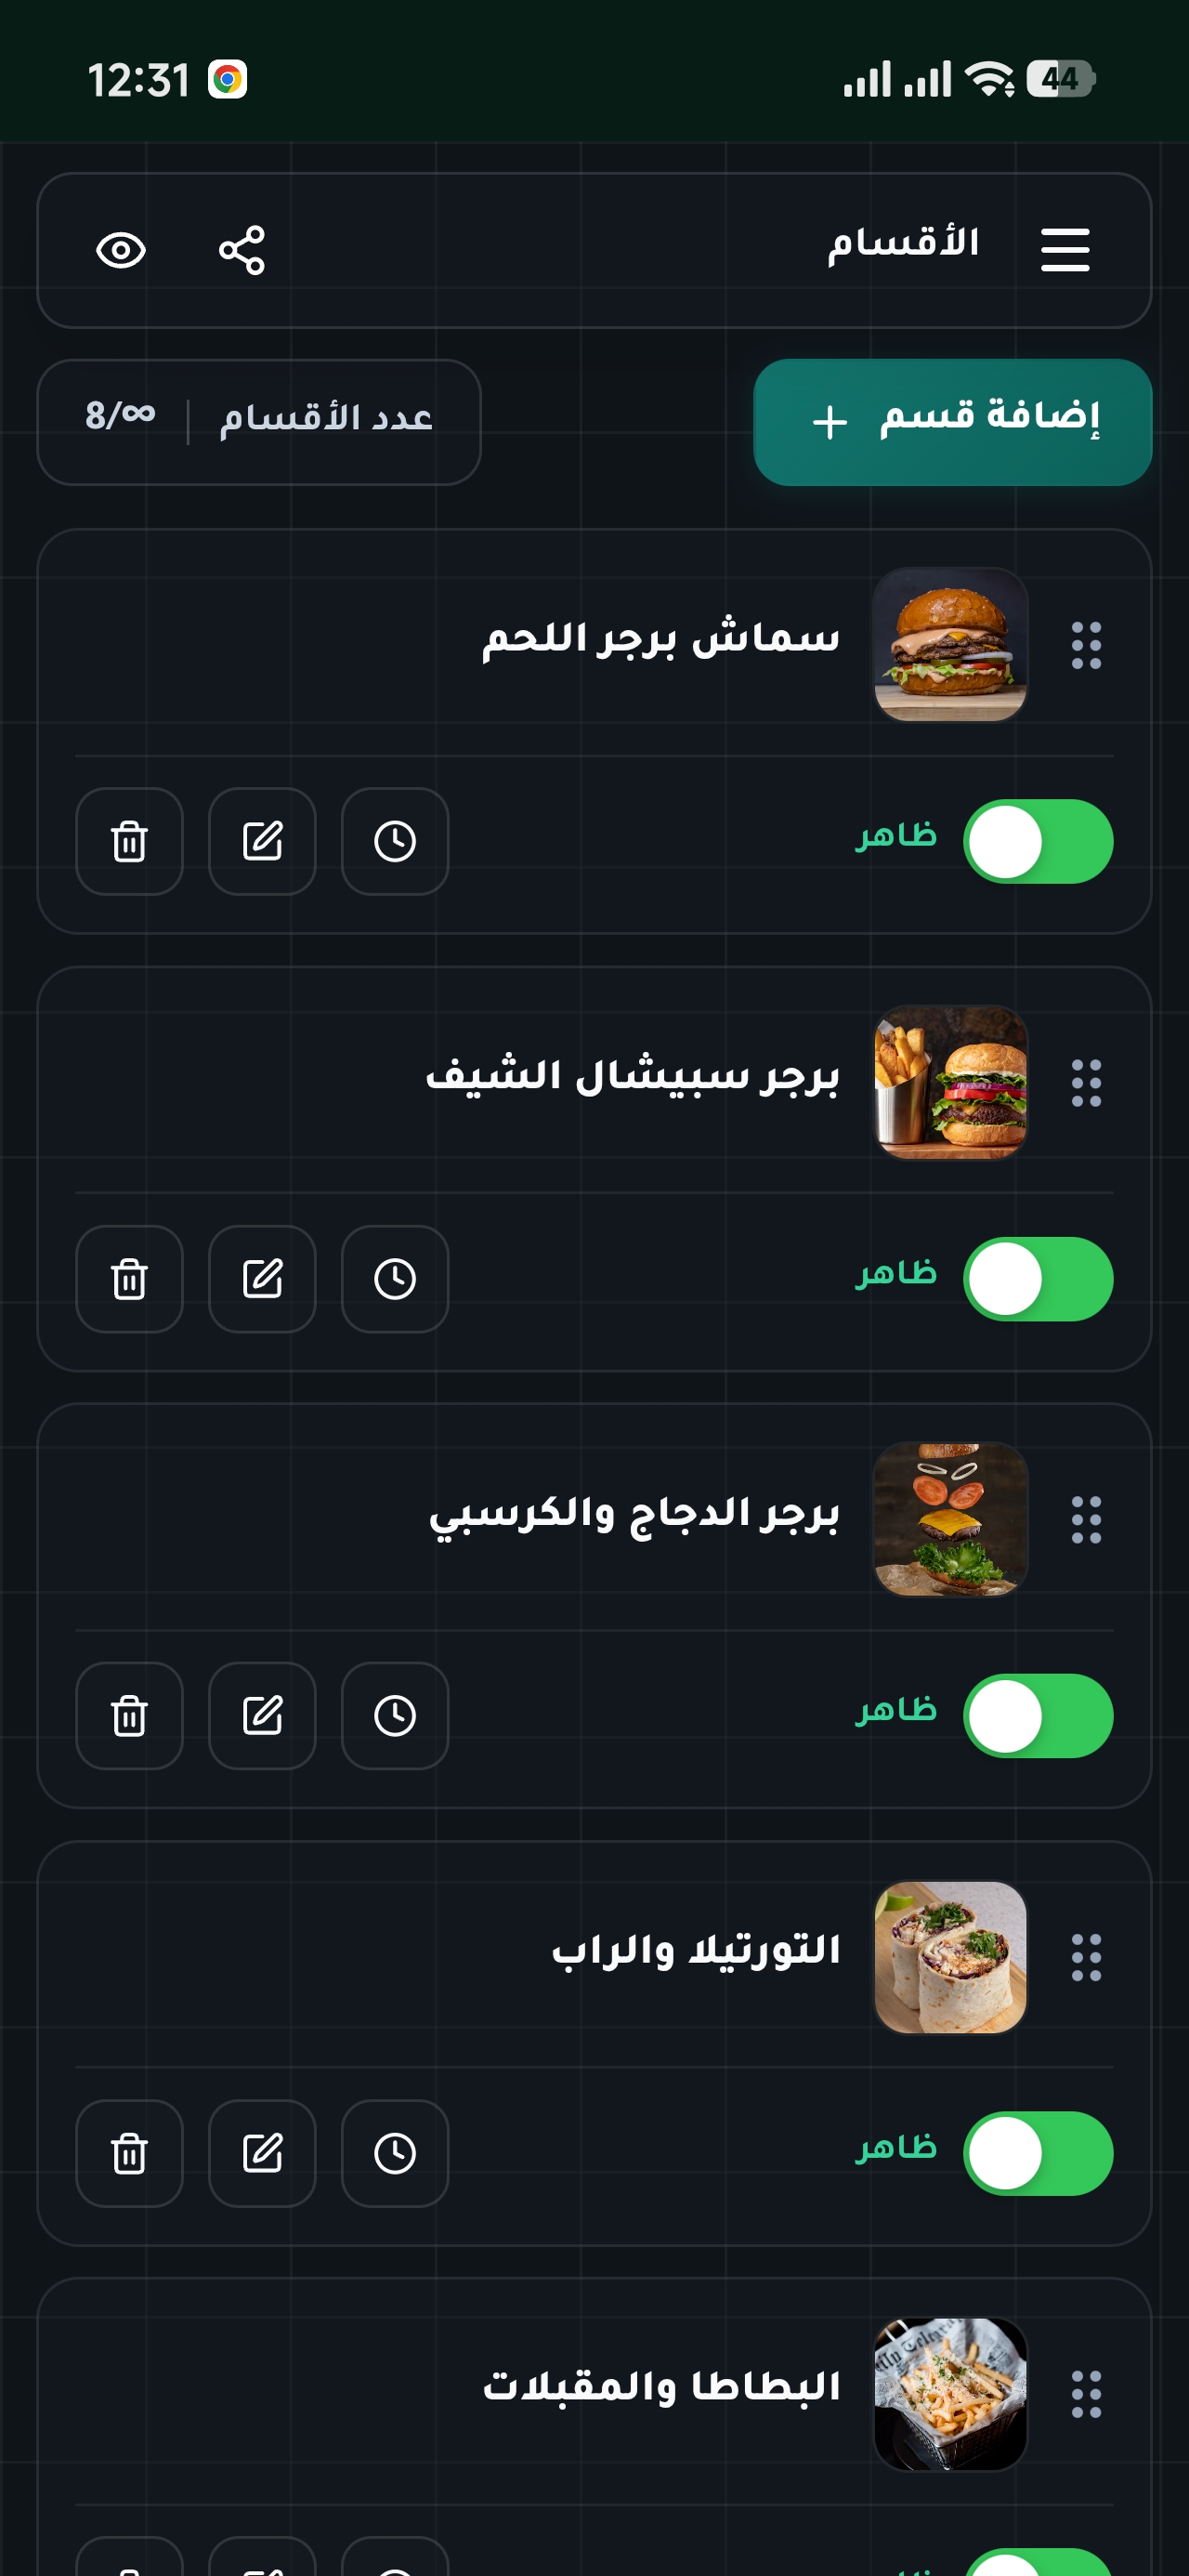 12:31
44
الأقسام
إضافة قسم +
عدد الأقسام | 8/∞
سماش برجر اللحم
ظاهر
برجر سبيشال الشيف
ظاهر
برجر الدجاج والكرسبي
ظاهر
التورتيلا والراب
ظاهر
البطاطا والمقبلات